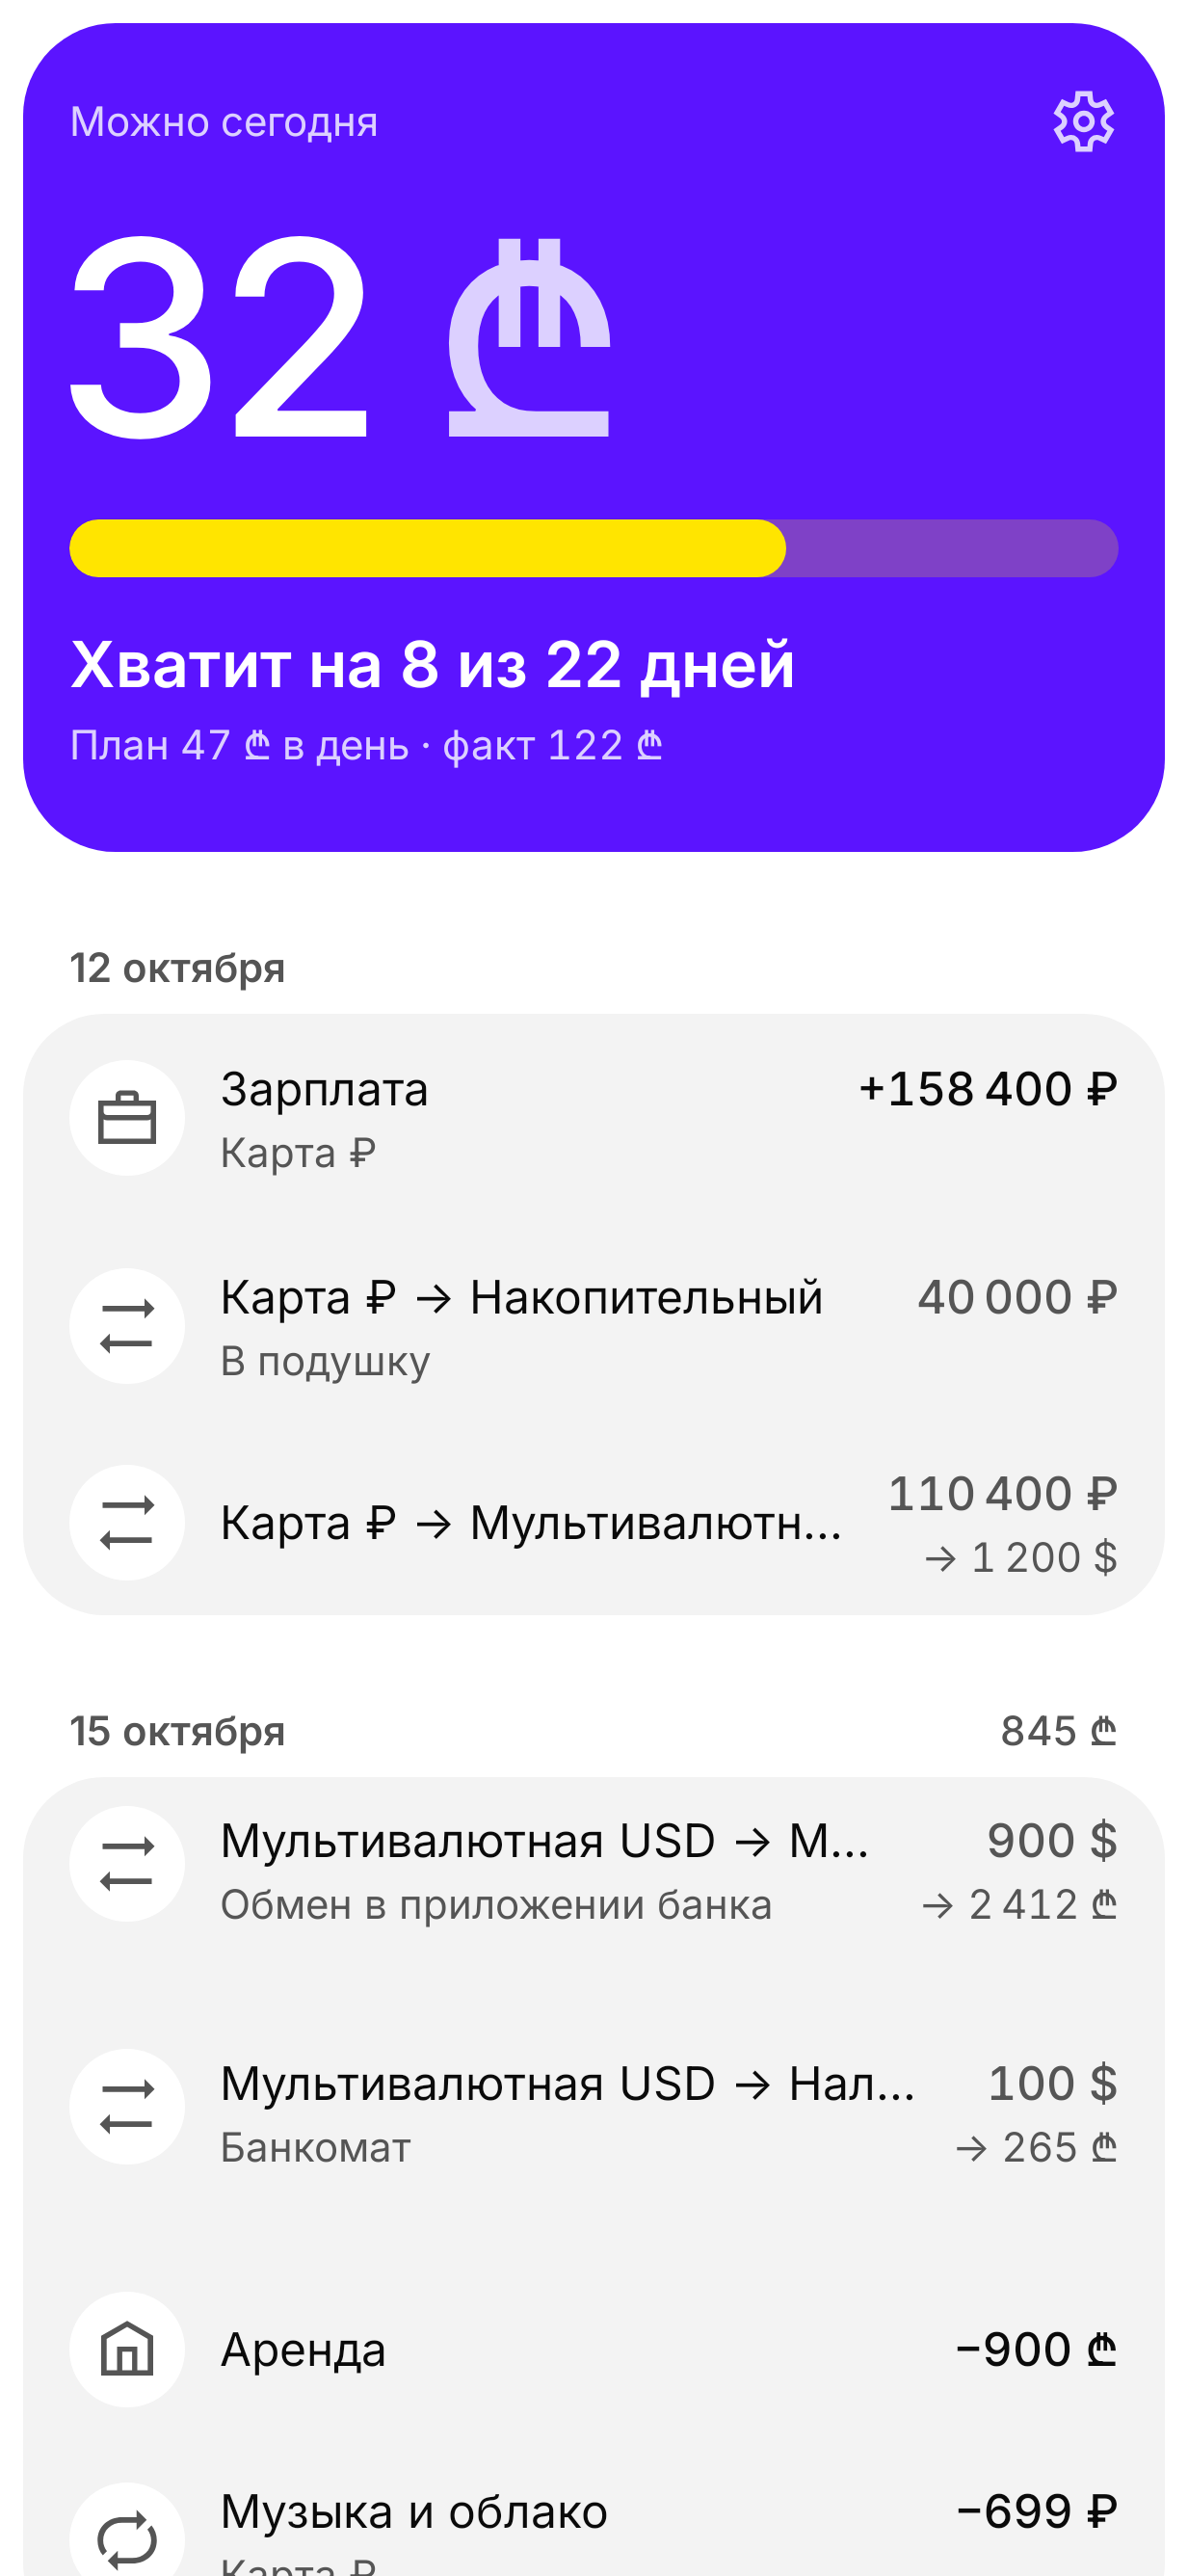 Можно сегодня
32 ₾
Хватит на 8 из 22 дней
План 47 ₾ в день · факт 122 ₾
12 октября
Зарплата +158 400 ₽
Карта ₽
Карта ₽ → Накопительный 40 000 ₽
В подушку
Карта ₽ → Мультивалютн... 110 400 ₽
→ 1 200 $
15 октября 845 ₾
Мультивалютная USD → М... 900 $
Обмен в приложении банка → 2 412 ₾
Мультивалютная USD → Нал... 100 $
Банкомат → 265 ₾
Аренда −900 ₾
Музыка и облако −699 ₽
Карта ₽